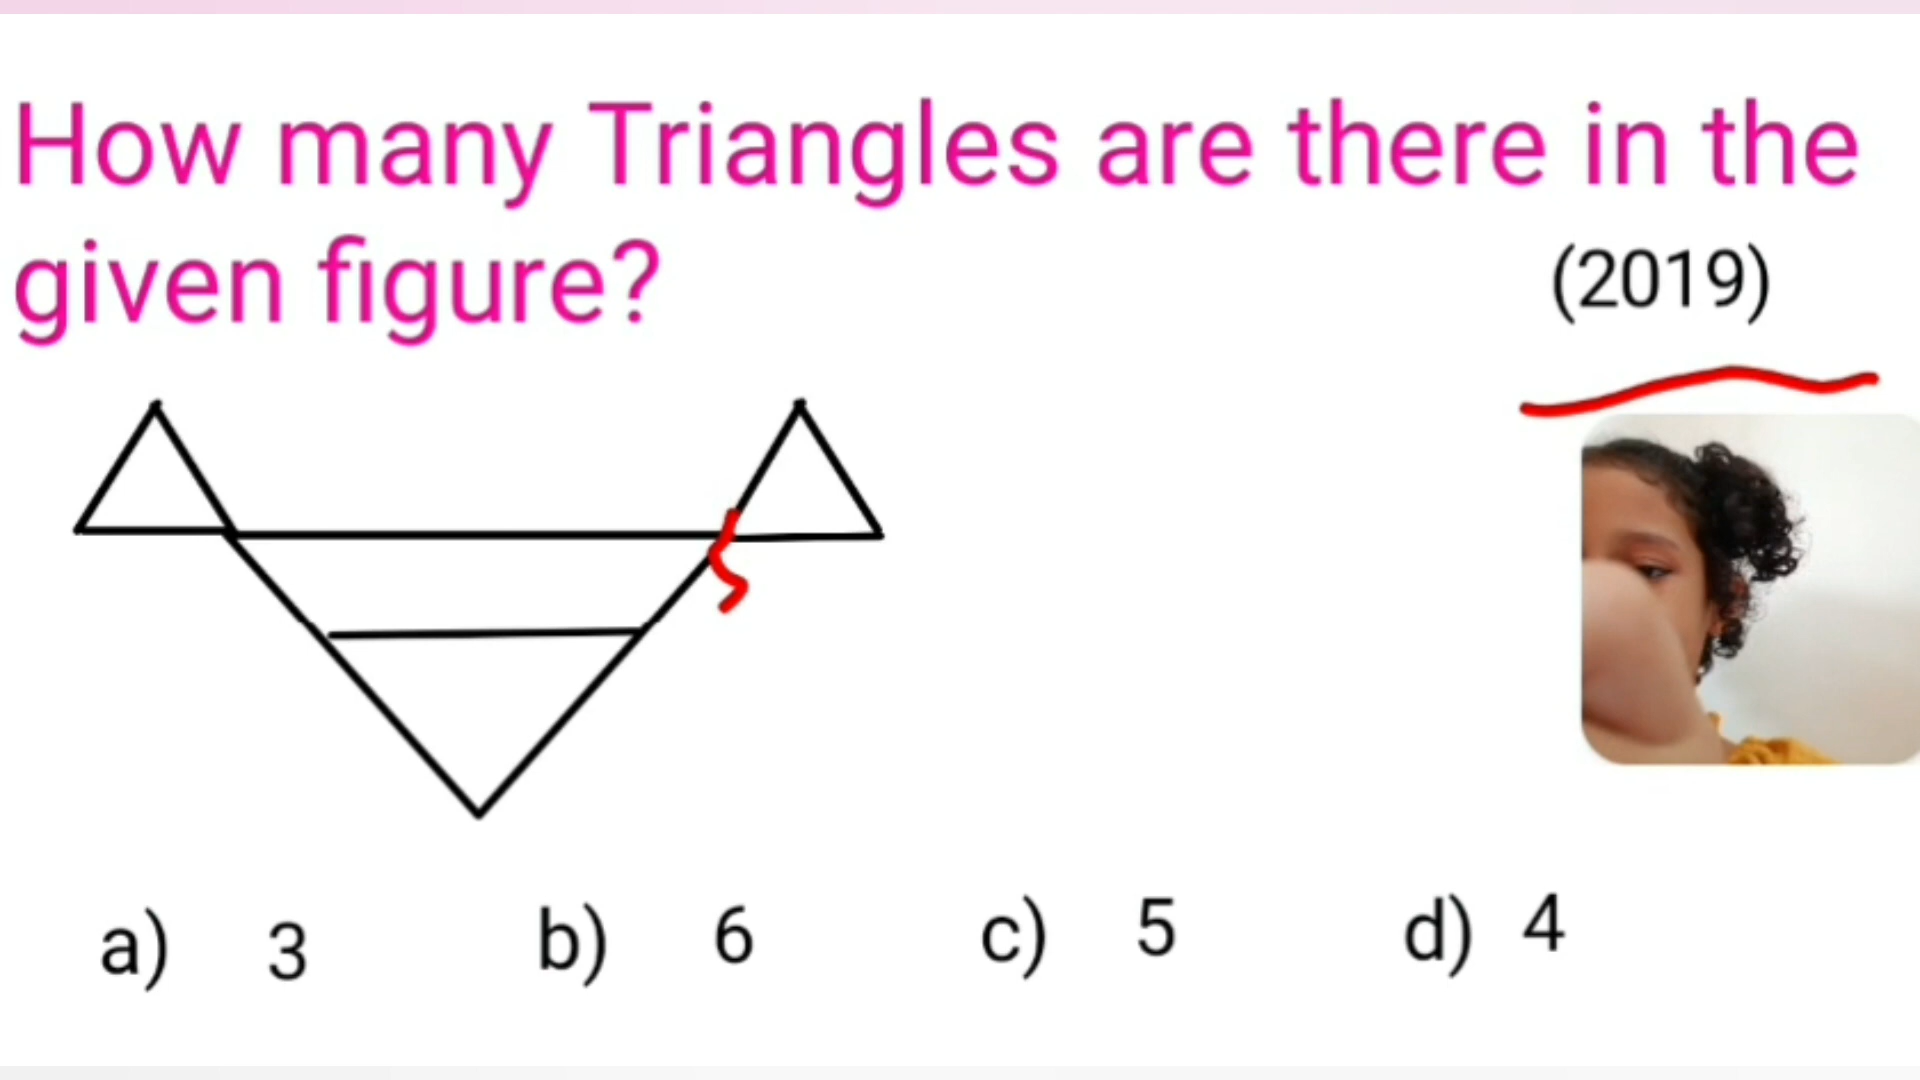 How many Triangles are there in the
given figure?
(2019)
a) 3 b) 6 c) 5 d) 4